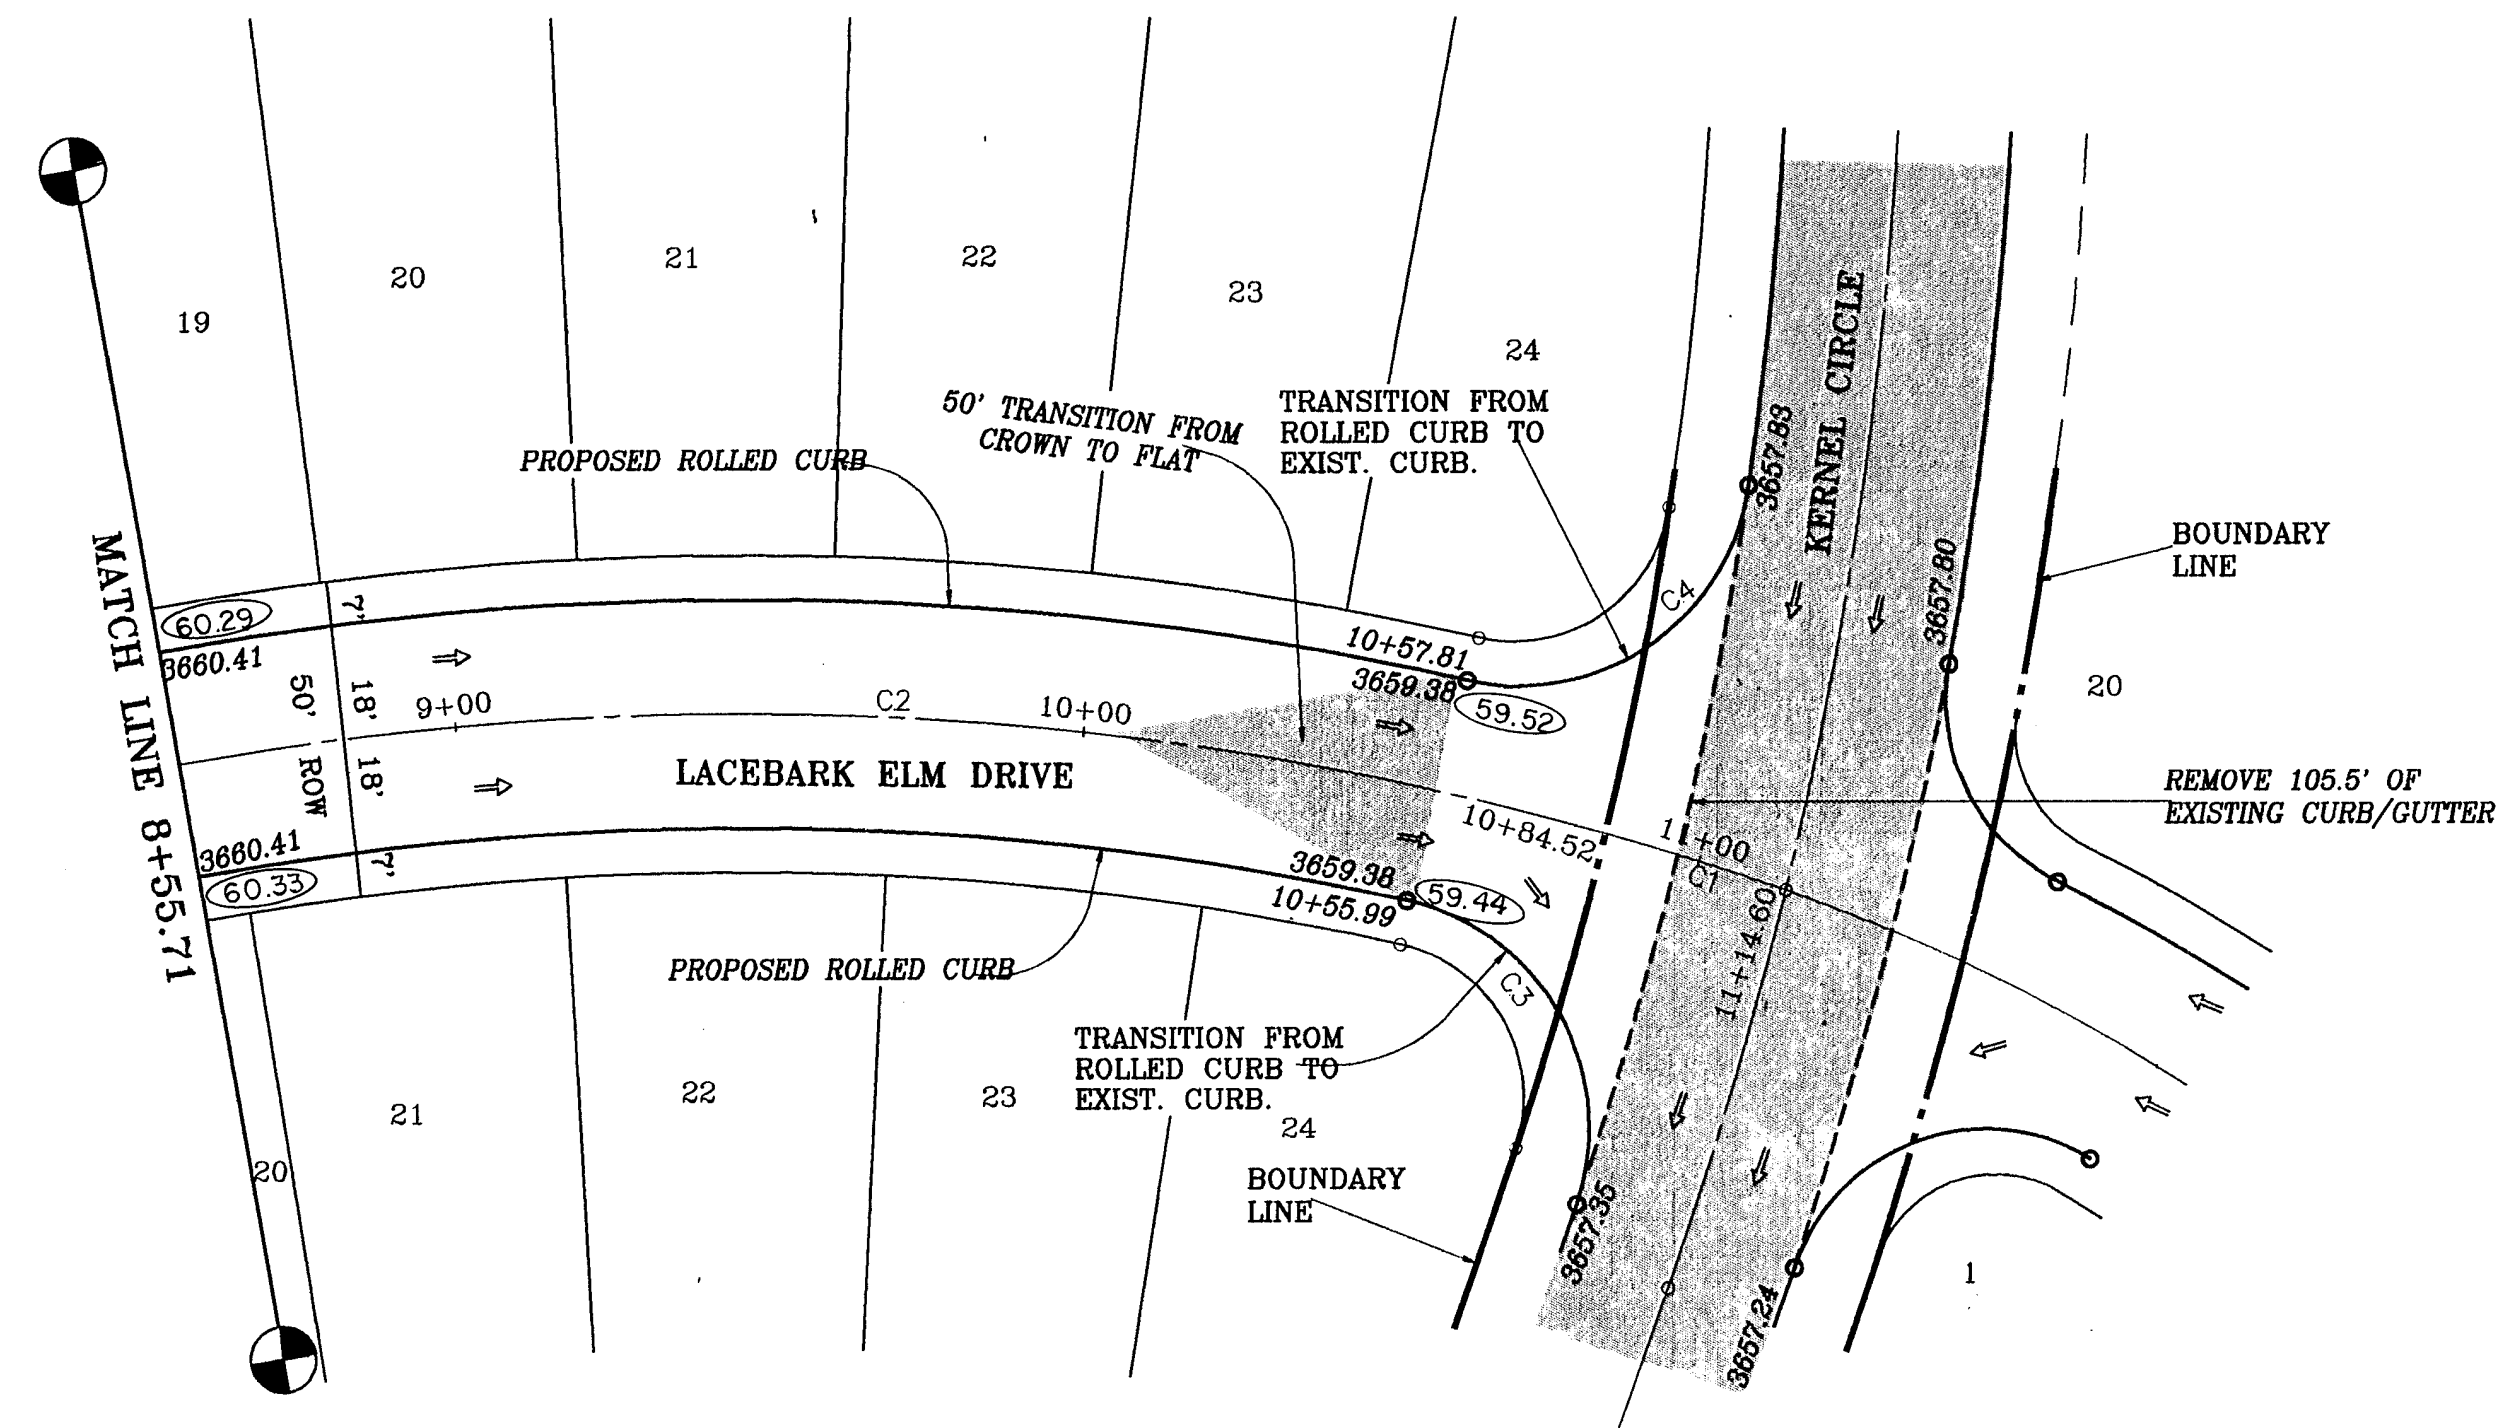 19
20
21
22
23
24
50' TRANSITION FROM
CROWN TO FLAT
TRANSITION FROM
ROLLED CURB TO
EXIST. CURB.
PROPOSED ROLLED CURB
KERNEL CIRCLE
3657.83
3657.80
BOUNDARY
LINE
MATCH LINE 8+55.71
60.29
3660.41
7'
50' ROW
18'
18'
7'
9+00
C2
10+00
LACEBARK ELM DRIVE
10+57.81
3659.38
59.52
C4
20
REMOVE 105.5' OF
EXISTING CURB/GUTTER
10+84.52
11+00
C1
11+14.60
3660.41
60.33
3659.38
59.44
10+55.99
C3
PROPOSED ROLLED CURB
TRANSITION FROM
ROLLED CURB TO
EXIST. CURB.
20
21
22
23
24
BOUNDARY
LINE
3657.35
3657.24
1